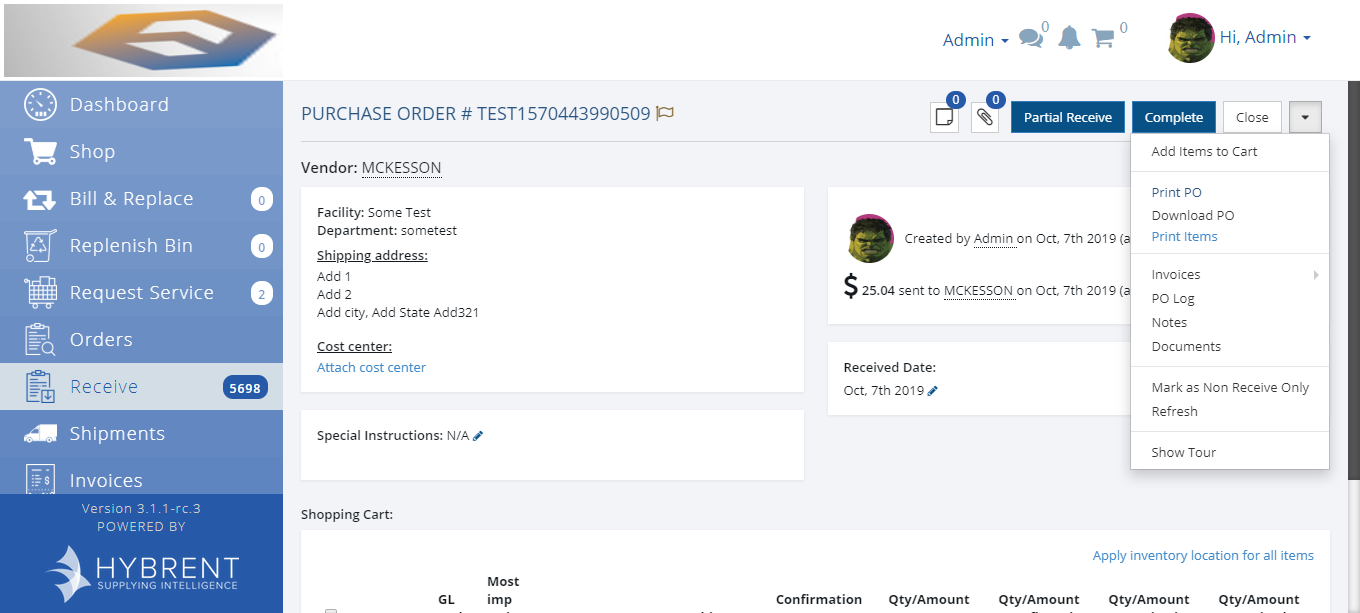 Admin
0
0
Hi, Admin
Dashboard
Shop
Bill & Replace 0
Replenish Bin 0
Request Service 2
Orders
Receive 5698
Shipments
Invoices
Version 3.1.1-rc.3
POWERED BY
HYBRENT
SUPPLYING INTELLIGENCE
PURCHASE ORDER # TEST1570443990509
0
0
Partial Receive
Complete
Close
Vendor: MCKESSON
Facility: Some Test
Department: sometest
Shipping address:
Add 1
Add 2
Add city, Add State Add321
Cost center:
Attach cost center
Special Instructions: N/A
Created by Admin on Oct, 7th 2019 (a
$ 25.04 sent to MCKESSON on Oct, 7th 2019 (a
Received Date:
Oct, 7th 2019
Add Items to Cart
Print PO
Download PO
Print Items
Invoices
PO Log
Notes
Documents
Mark as Non Receive Only
Refresh
Show Tour
Shopping Cart:
Apply inventory location for all items
Most
GL imp Confirmation Qty/Amount Qty/Amount Qty/Amount Qty/Amount